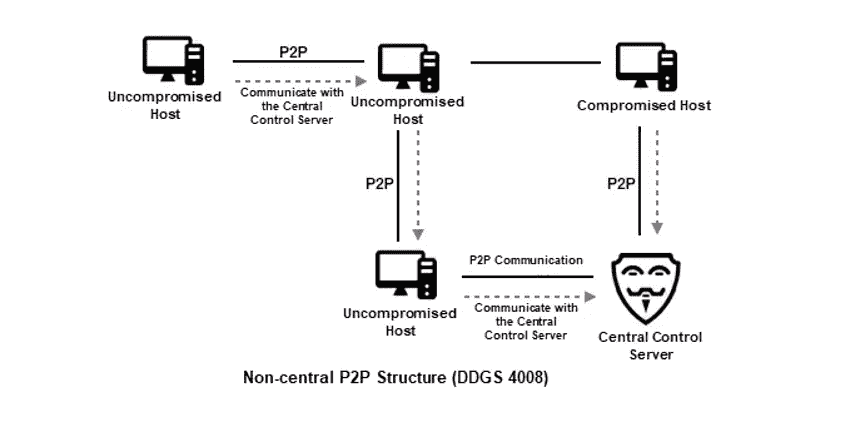 P2P
Uncompromised
Host
Communicate with
the Central
Control Server
Uncompromised
Host
Compromised Host
P2P
P2P
Uncompromised
Host
P2P Communication
Communicate with
the Central
Control Server
Central Control
Server
Non-central P2P Structure (DDGS 4008)